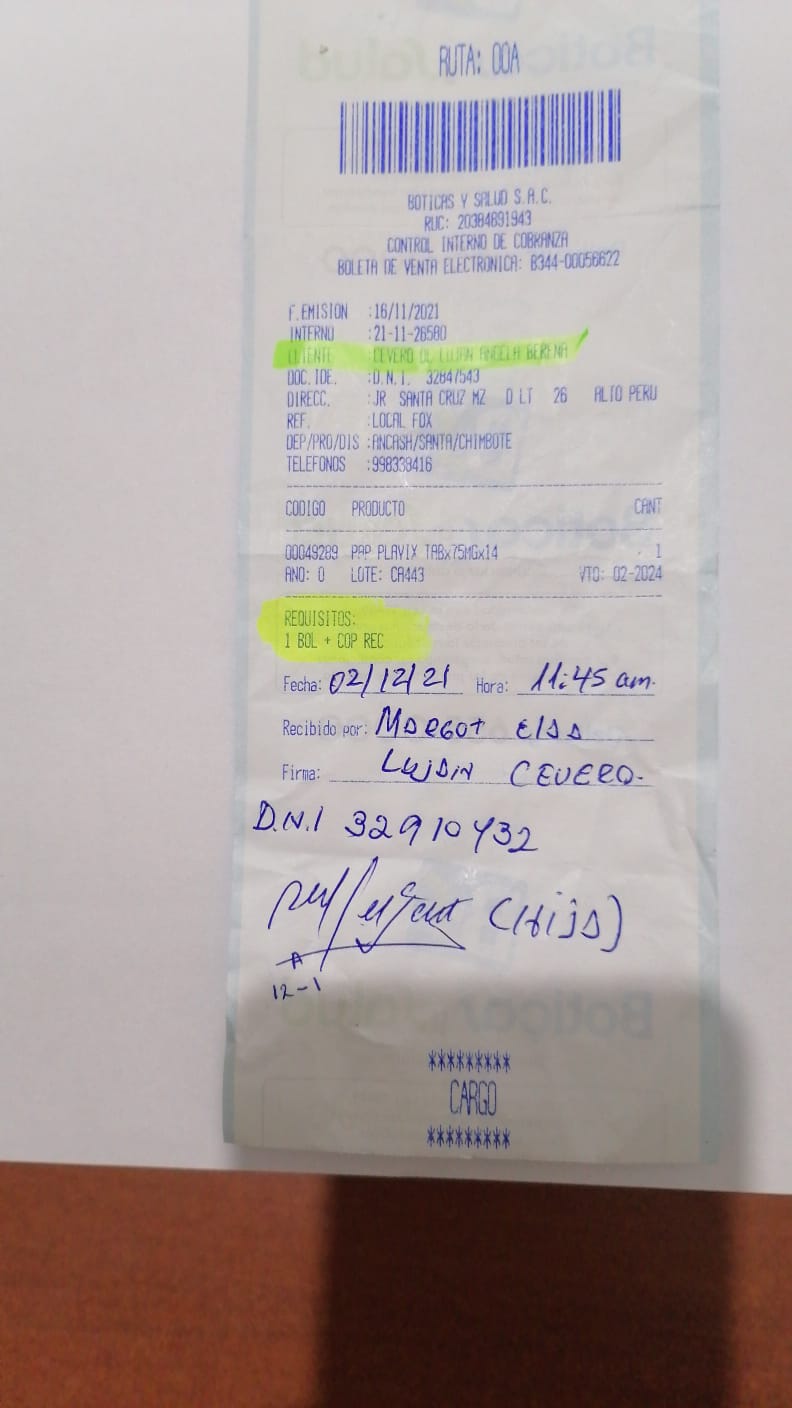 RUTA: 00A
BOTICAS Y SALUD S.A.C.
RUC: 20384891943
CONTROL INTERNO DE COBRANZA
BOLETA DE VENTA ELECTRONICA: B344-00056622
F.EMISION :16/11/2021
INTERNO :21-11-26580
CLIENTE :CEVERO DE LUJAN ANGELA BERENA
DOC.IDE. :D.N.I. 32847543
DIRECC. :JR SANTA CRUZ MZ D LT 26 ALTO PERU
REF. :LOCAL FOX
DEP/PRO/DIS :ANCASH/SANTA/CHIMBOTE
TELEFONOS :998338416
CODIGO PRODUCTO CANT
00049289 PAP PLAVIX TABx75MGx14 1
ANO: 0 LOTE: CA443 VTO: 02-2024
REQUISITOS:
1 BOL + COP REC
Fecha: 02/12/21 Hora: 11:45 am.
Recibido por: Margot Elsa
Firma: Lujan CEVERO.
D.N.I 32910432
(Hija)
12-1
*********
CARGO
*********